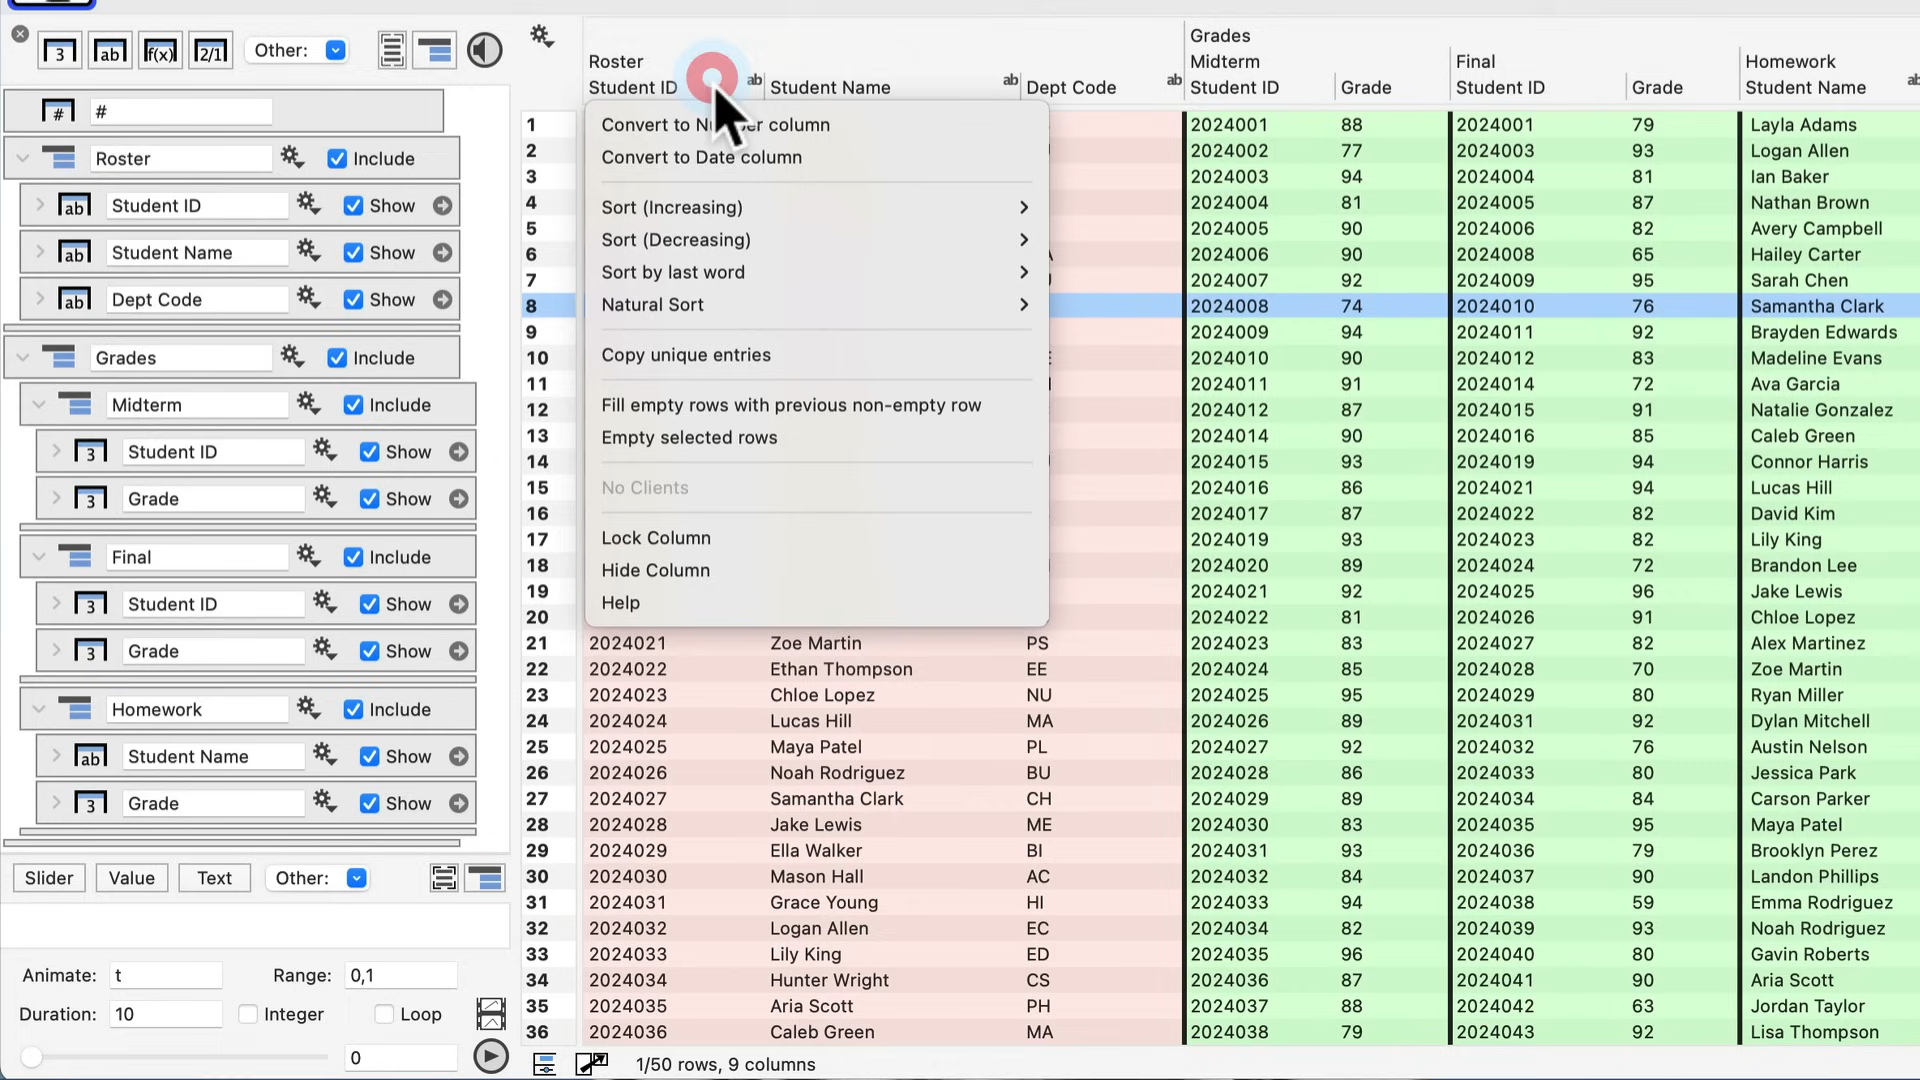 3 ab f(x) 2/1 Other:
# #
Roster Include
ab Student ID Show
ab Student Name Show
ab Dept Code Show
Grades Include
Midterm Include
3 Student ID Show
3 Grade Show
Final Include
3 Student ID Show
3 Grade Show
Homework Include
ab Student Name Show
3 Grade Show
Slider Value Text Other:
Animate: t Range: 0,1
Duration: 10 Integer Loop
0
Grades
Roster Midterm Final Homework
Student ID ab Student Name ab Dept Code ab Student ID Grade Student ID Grade Student Name ab
Convert to Number column
Convert to Date column
Sort (Increasing)
Sort (Decreasing)
Sort by last word
Natural Sort
Copy unique entries
Fill empty rows with previous non-empty row
Empty selected rows
No Clients
Lock Column
Hide Column
Help
1 2024001 88 2024001 79 Layla Adams
2 2024002 77 2024003 93 Logan Allen
3 2024003 94 2024004 81 Ian Baker
4 2024004 81 2024005 87 Nathan Brown
5 2024005 90 2024006 82 Avery Campbell
6 2024006 90 2024008 65 Hailey Carter
7 2024007 92 2024009 95 Sarah Chen
8 2024008 74 2024010 76 Samantha Clark
9 2024009 94 2024011 92 Brayden Edwards
10 2024010 90 2024012 83 Madeline Evans
11 2024011 91 2024014 72 Ava Garcia
12 2024012 87 2024015 91 Natalie Gonzalez
13 2024014 90 2024016 85 Caleb Green
14 2024015 93 2024019 94 Connor Harris
15 2024016 86 2024021 94 Lucas Hill
16 2024017 87 2024022 82 David Kim
17 2024019 93 2024023 82 Lily King
18 2024020 89 2024024 72 Brandon Lee
19 2024021 92 2024025 96 Jake Lewis
20 2024022 81 2024026 91 Chloe Lopez
21 2024021 Zoe Martin PS 2024023 83 2024027 82 Alex Martinez
22 2024022 Ethan Thompson EE 2024024 85 2024028 70 Zoe Martin
23 2024023 Chloe Lopez NU 2024025 95 2024029 80 Ryan Miller
24 2024024 Lucas Hill MA 2024026 89 2024031 92 Dylan Mitchell
25 2024025 Maya Patel PL 2024027 92 2024032 76 Austin Nelson
26 2024026 Noah Rodriguez BU 2024028 86 2024033 80 Jessica Park
27 2024027 Samantha Clark CH 2024029 89 2024034 84 Carson Parker
28 2024028 Jake Lewis ME 2024030 83 2024035 95 Maya Patel
29 2024029 Ella Walker BI 2024031 93 2024036 79 Brooklyn Perez
30 2024030 Mason Hall AC 2024032 84 2024037 90 Landon Phillips
31 2024031 Grace Young HI 2024033 94 2024038 59 Emma Rodriguez
32 2024032 Logan Allen EC 2024034 82 2024039 93 Noah Rodriguez
33 2024033 Lily King ED 2024035 96 2024040 80 Gavin Roberts
34 2024034 Hunter Wright CS 2024036 87 2024041 90 Aria Scott
35 2024035 Aria Scott PH 2024037 88 2024042 63 Jordan Taylor
36 2024036 Caleb Green MA 2024038 79 2024043 92 Lisa Thompson
1/50 rows, 9 columns